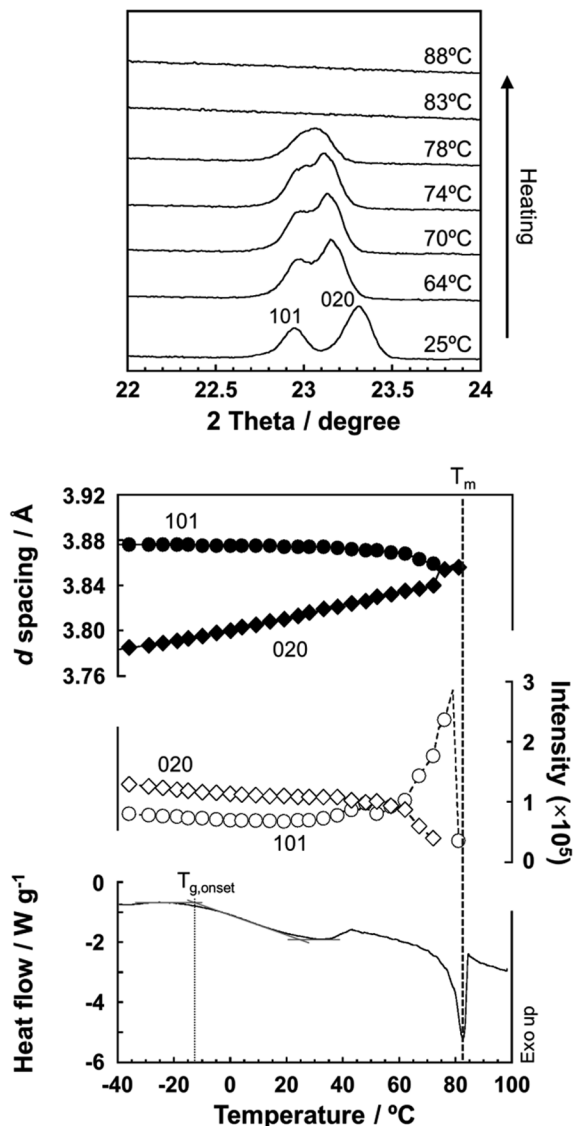 88ºC
83ºC
78ºC
74ºC
70ºC
64ºC
25ºC
Heating
101
020
22 22.5 23 23.5 24
2 Theta / degree
Tm
3.92
3.88
3.84
3.80
3.76
d spacing / Å
101
020
3
2
1
0
Intensity (×10⁵)
020
101
0
-2
-4
-6
Heat flow / W g⁻¹
Tg,onset
Exo up
-40 -20 0 20 40 60 80 100
Temperature / ºC